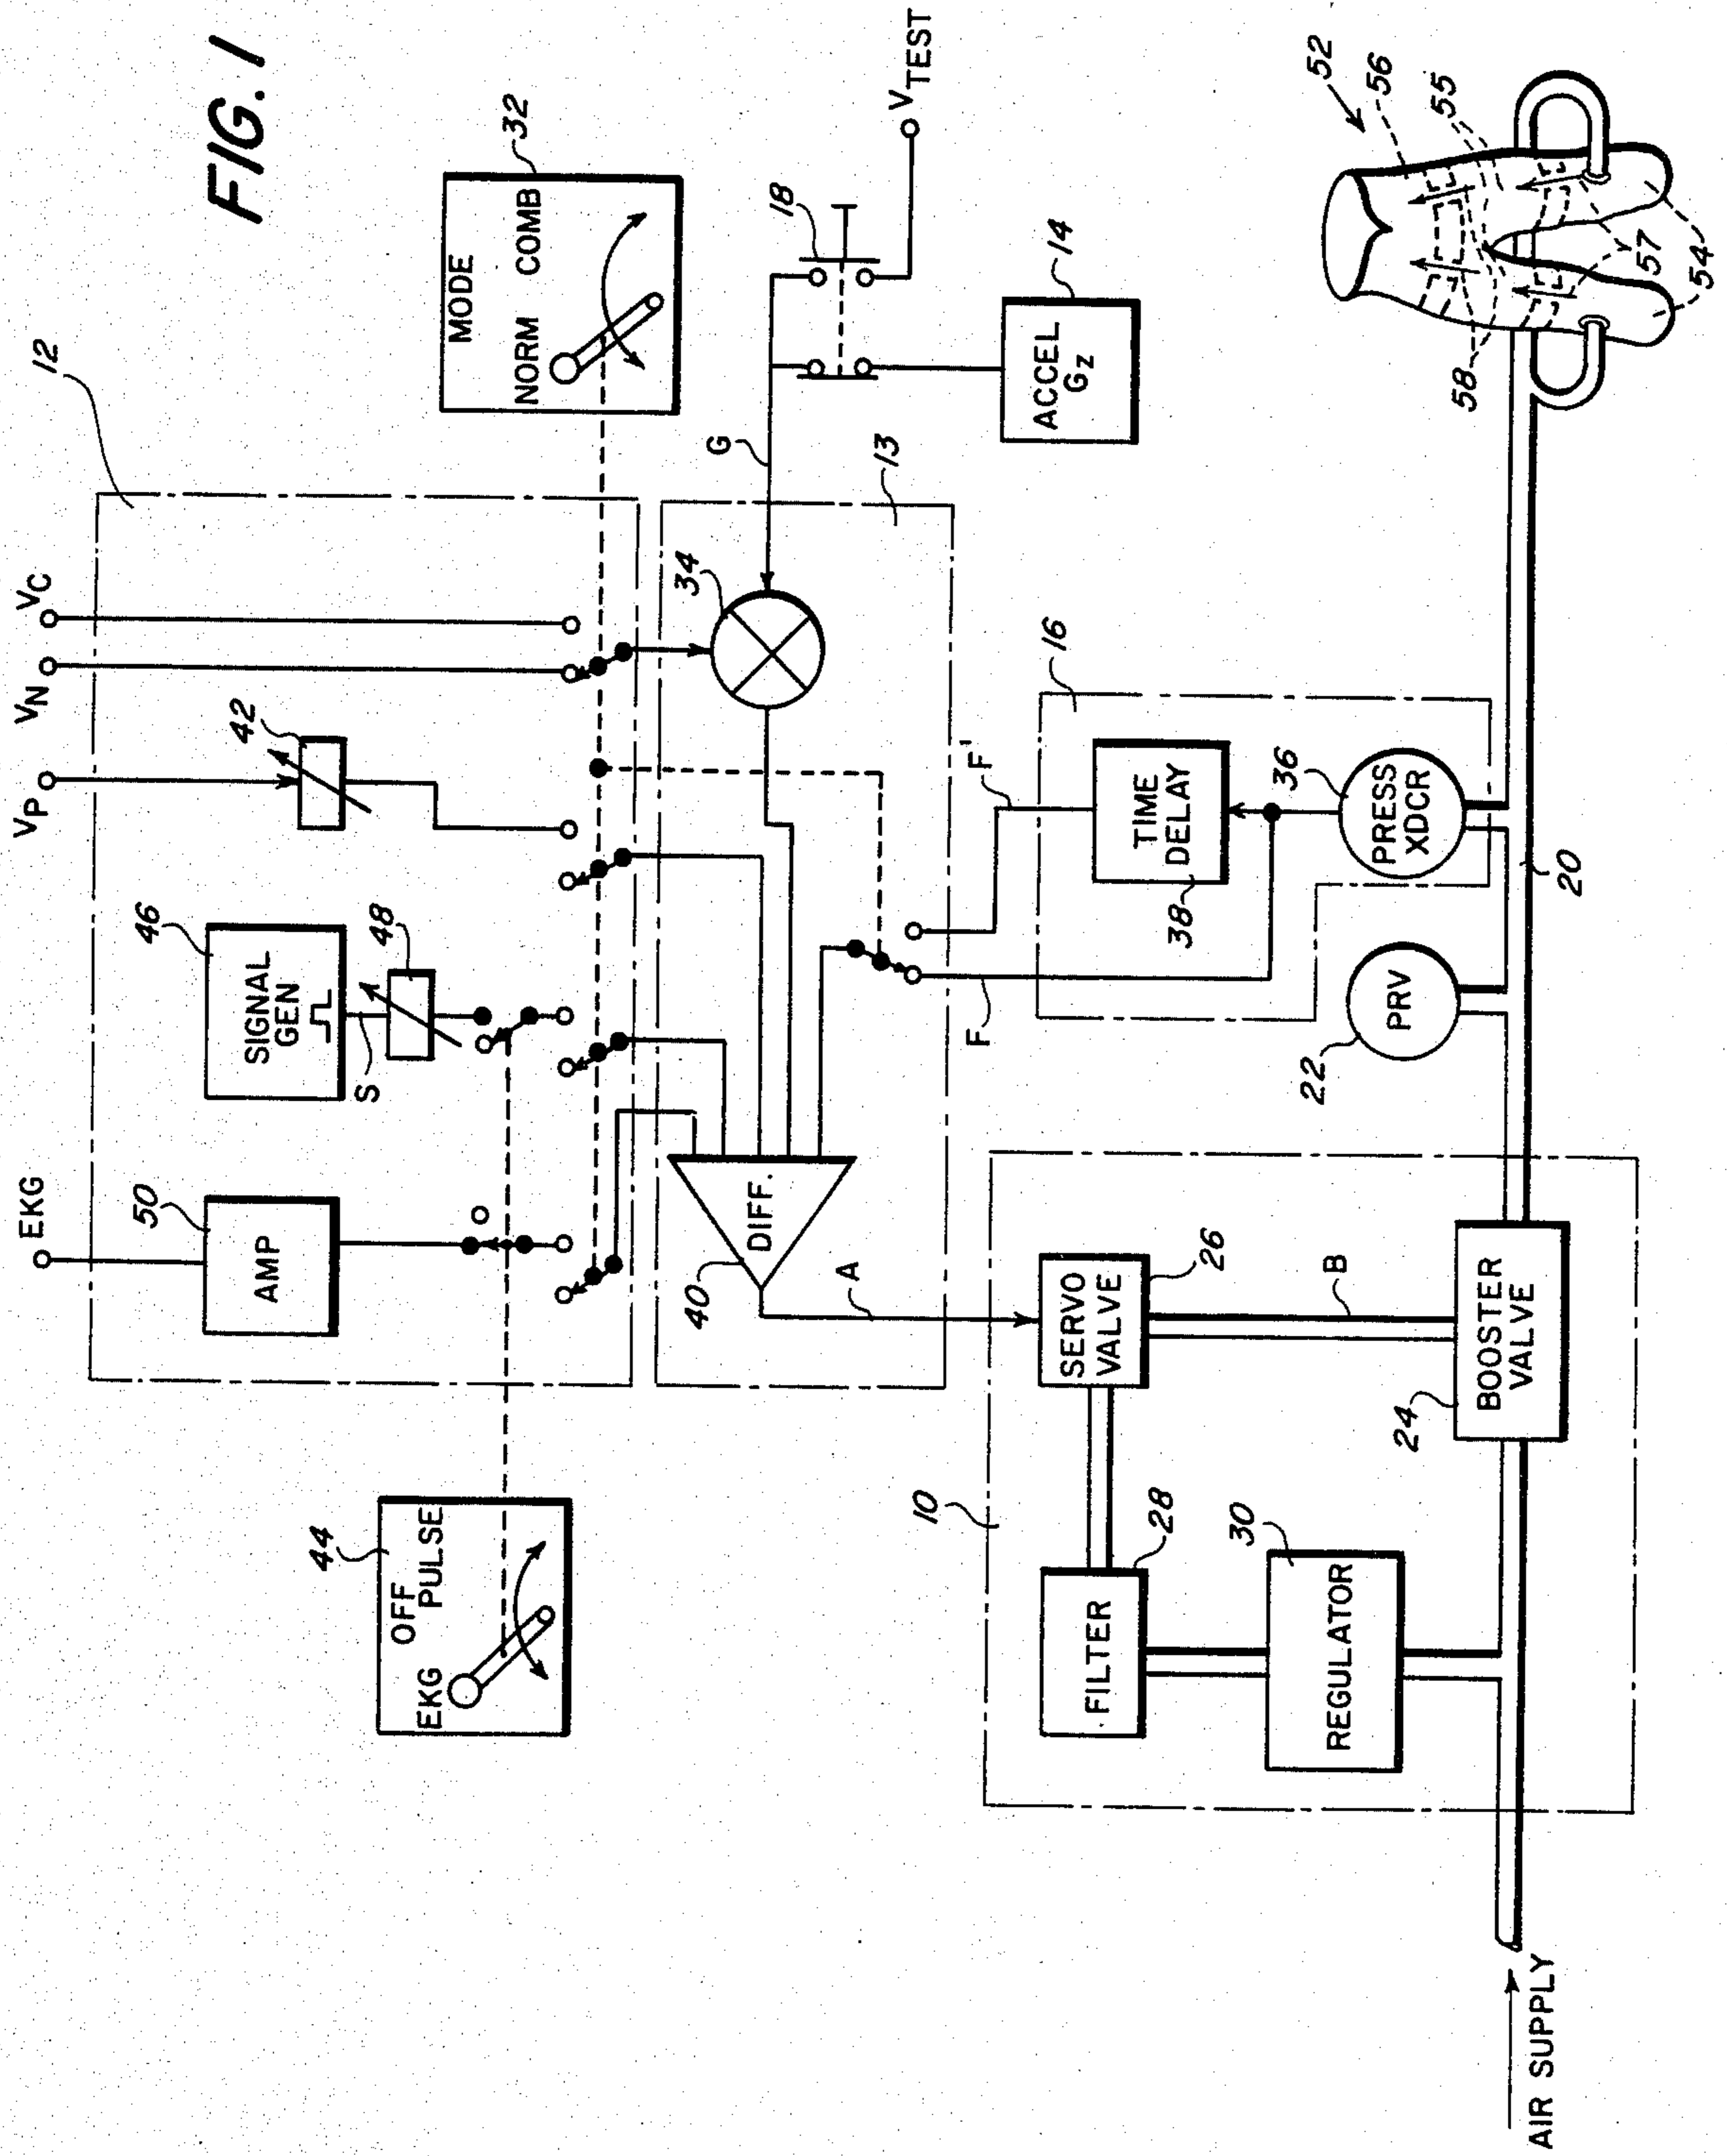 FIG. 1
EKG
VP
VN
VC
12
50
AMP
46
SIGNAL
GEN
S
48
42
MODE
NORM COMB
32
44
OFF
EKG PULSE
34
G
18
VTEST
13
40
DIFF.
A
ACCEL
GZ
14
F
F'
16
TIME
DELAY
38
PRESS
XDCR
36
PRV
22
20
10
SERVO
VALVE
26
B
FILTER
28
REGULATOR
30
BOOSTER
VALVE
24
AIR SUPPLY
52
56
55
58
57
54